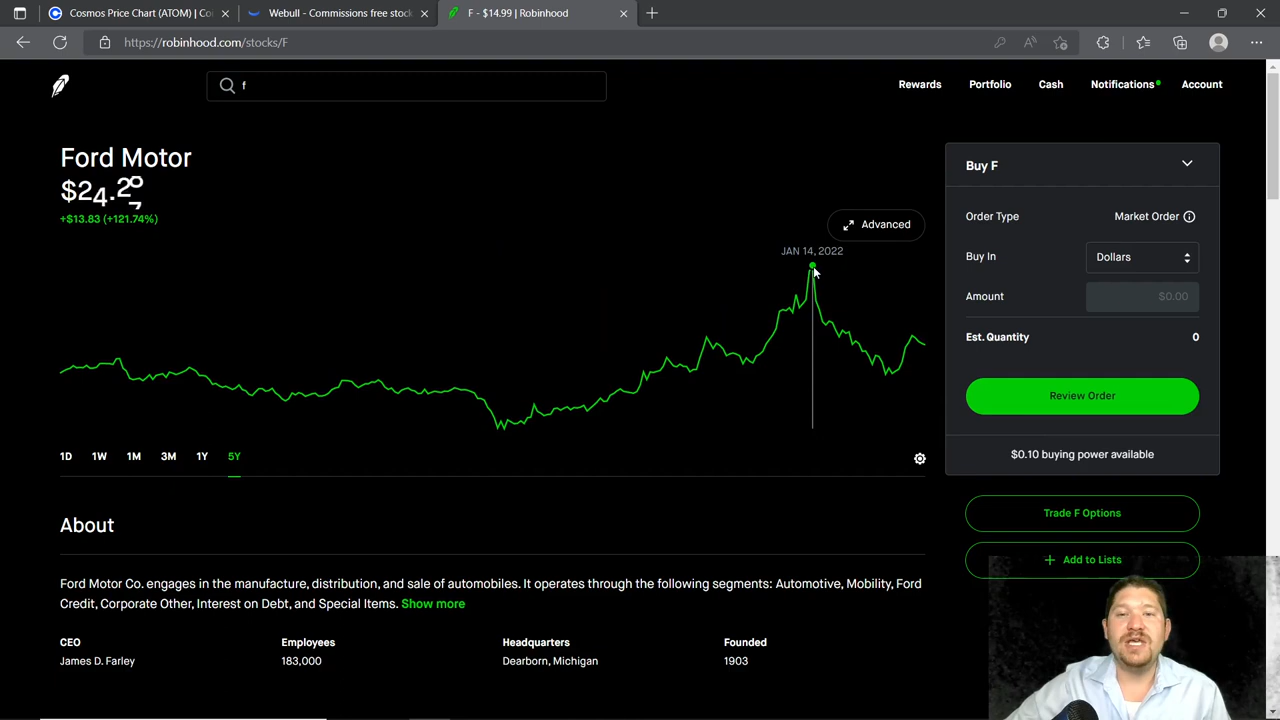 Cosmos Price Chart (ATOM) | Co
Webull - Commissions free stock
F - $14.99 | Robinhood
https://robinhood.com/stocks/F
f
Rewards
Portfolio
Cash
Notifications
Account
Ford Motor
$24.2
+$13.83 (+121.74%)
Advanced
JAN 14, 2022
1D
1W
1M
3M
1Y
5Y
Buy F
Order Type
Market Order
Buy In
Dollars
Amount
$0.00
Est. Quantity
0
Review Order
$0.10 buying power available
Trade F Options
+ Add to Lists
About
Ford Motor Co. engages in the manufacture, distribution, and sale of automobiles. It operates through the following segments: Automotive, Mobility, Ford
Credit, Corporate Other, Interest on Debt, and Special Items. Show more
CEO
Employees
Headquarters
Founded
James D. Farley
183,000
Dearborn, Michigan
1903